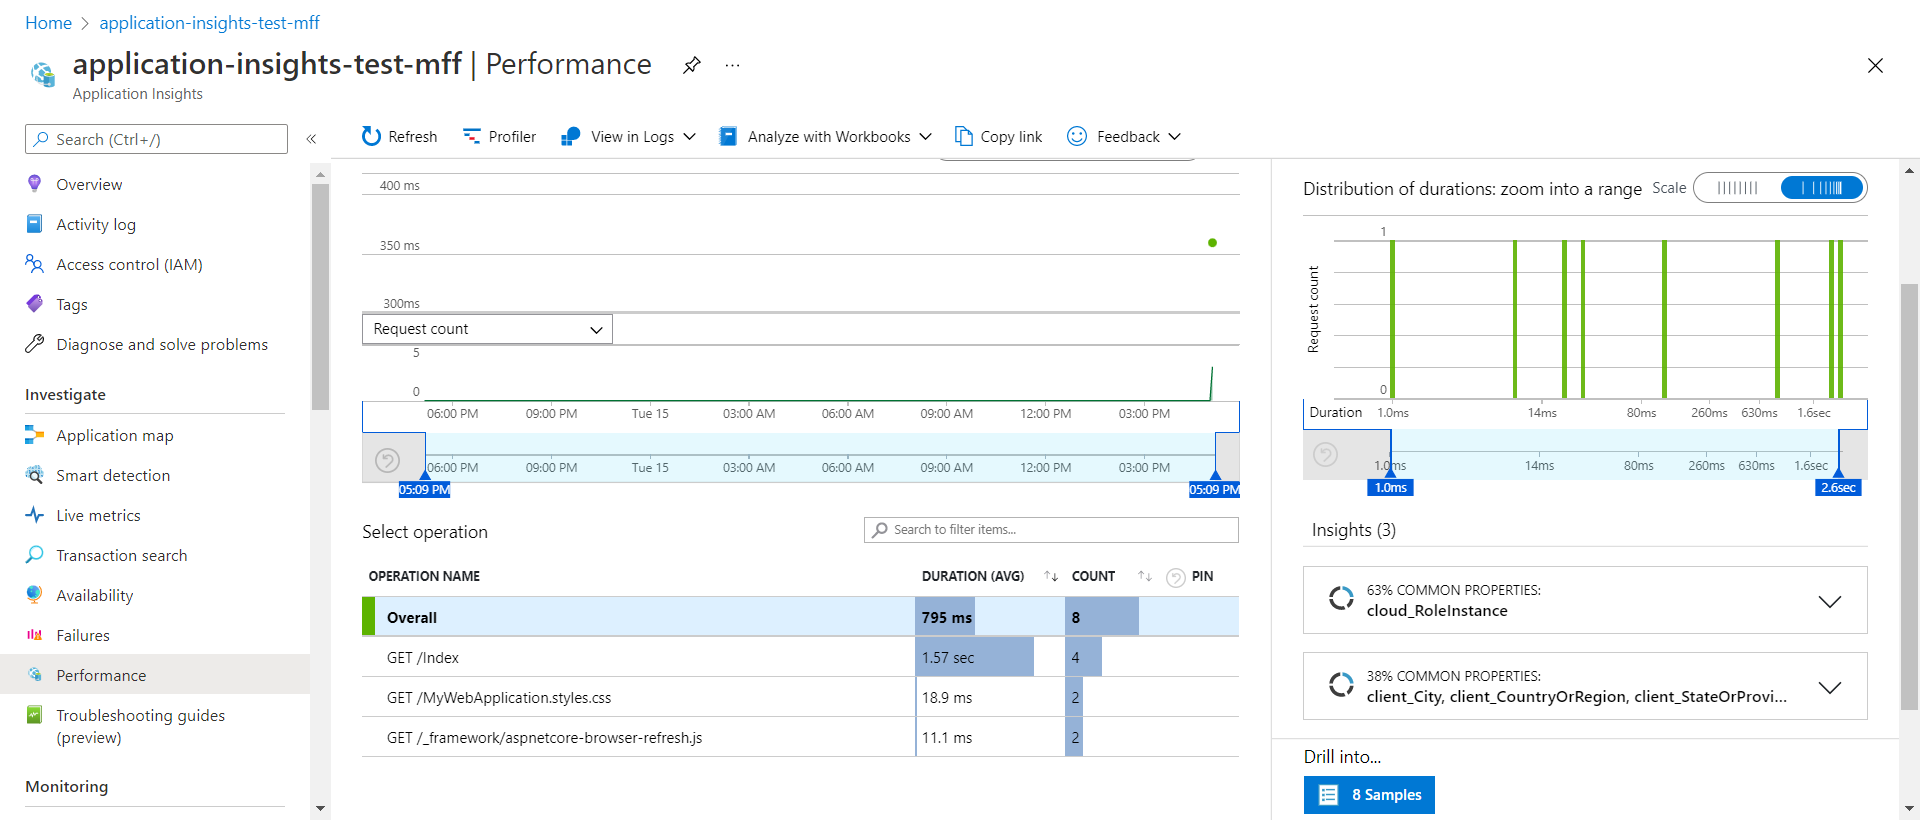 Home > application-insights-test-mff
application-insights-test-mff | Performance
Application Insights
Search (Ctrl+/)
Overview
Activity log
Access control (IAM)
Tags
Diagnose and solve problems
Investigate
Application map
Smart detection
Live metrics
Transaction search
Availability
Failures
Performance
Troubleshooting guides
(preview)
Monitoring
Refresh
Profiler
View in Logs
Analyze with Workbooks
Copy link
Feedback
400 ms
350 ms
300ms
Request count
5
0
06:00 PM 09:00 PM Tue 15 03:00 AM 06:00 AM 09:00 AM 12:00 PM 03:00 PM
06:00 PM 09:00 PM Tue 15 03:00 AM 06:00 AM 09:00 AM 12:00 PM 03:00 PM
05:09 PM 05:09 PM
Select operation
Search to filter items...
OPERATION NAME DURATION (AVG) COUNT PIN
Overall 795 ms 8
GET /Index 1.57 sec 4
GET /MyWebApplication.styles.css 18.9 ms 2
GET /_framework/aspnetcore-browser-refresh.js 11.1 ms 2
Distribution of durations: zoom into a range Scale
1
Request count
0
Duration 1.0ms 14ms 80ms 260ms 630ms 1.6sec
1.0ms 14ms 80ms 260ms 630ms 1.6sec
1.0ms 2.6sec
Insights (3)
63% COMMON PROPERTIES:
cloud_RoleInstance
38% COMMON PROPERTIES:
client_City, client_CountryOrRegion, client_StateOrProvi...
Drill into...
8 Samples